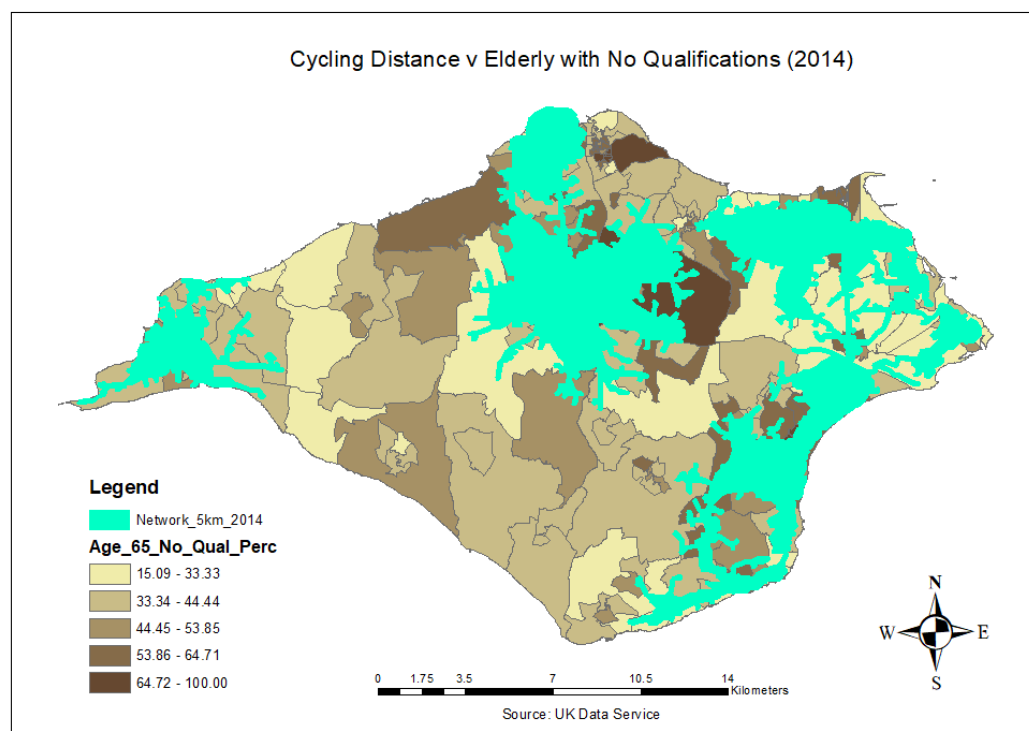 Cycling Distance v Elderly with No Qualifications (2014)
Legend
Network_5km_2014
Age_65_No_Qual_Perc
15.09 - 33.33
33.34 - 44.44
44.45 - 53.85
53.86 - 64.71
64.72 - 100.00
N
W E
S
0 1.75 3.5 7 10.5 14
Kilometers
Source: UK Data Service